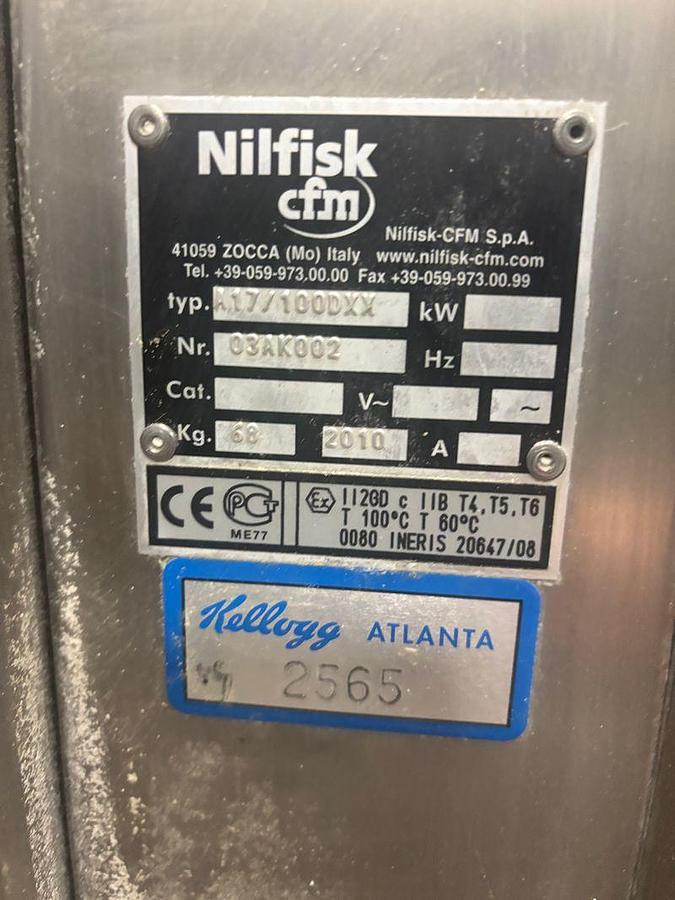 Nilfisk
cfm
Nilfisk-CFM S.p.A.
41059 ZOCCA (Mo) Italy www.nilfisk-cfm.com
Tel. +39-059-973.00.00 Fax +39-059-973.00.99
typ. A17/100DXX kW
Nr. 03AK002 Hz
Cat. V~ ~
Kg. 68 2010 A
CE PCT Ex II2GD c IIB T4,T5,T6
T 100°C T 60°C
ME77 0080 INERIS 20647/08
Kellogg ATLANTA
2565